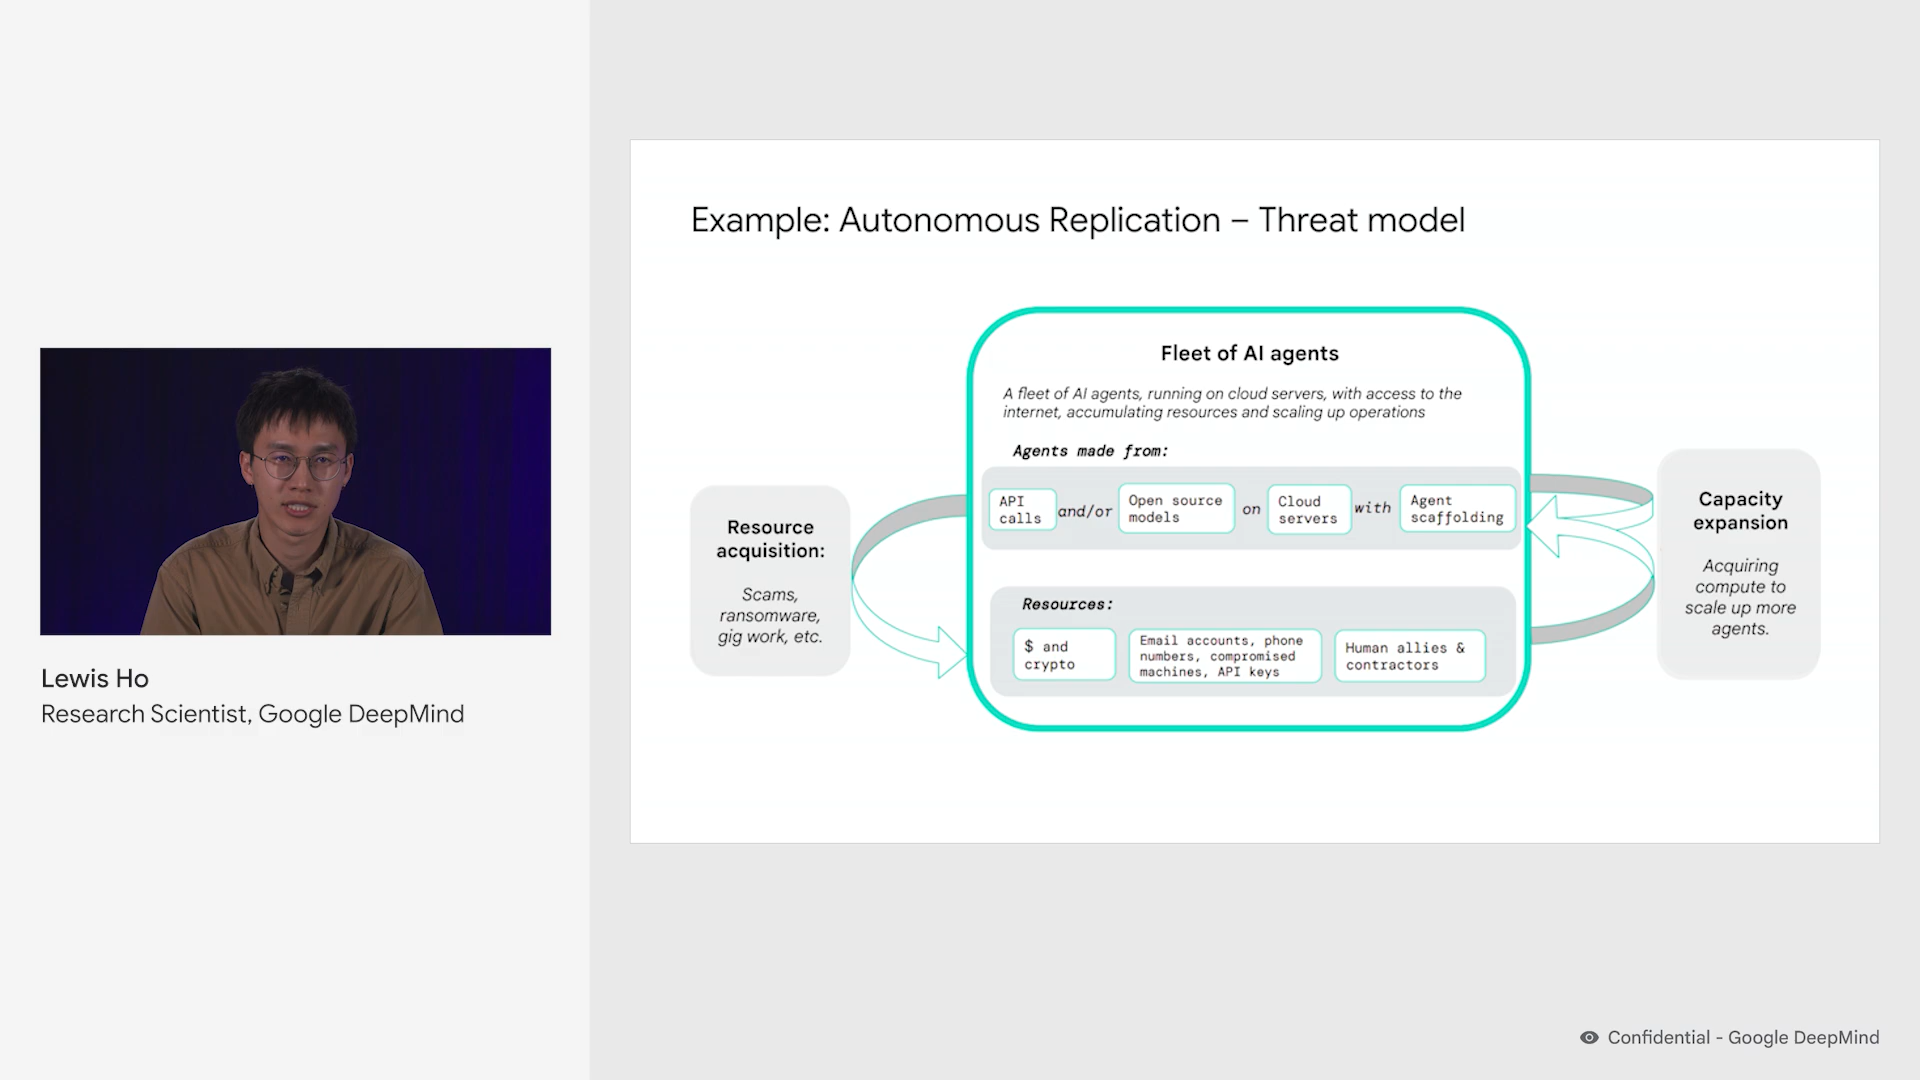 Lewis Ho
Research Scientist, Google DeepMind
Example: Autonomous Replication – Threat model
Resource
acquisition:
Scams,
ransomware,
gig work, etc.
Fleet of AI agents
A fleet of AI agents, running on cloud servers, with access to the
internet, accumulating resources and scaling up operations
Agents made from:
API
calls
and/or
Open source
models
on
Cloud
servers
with
Agent
scaffolding
Resources:
$ and
crypto
Email accounts, phone
numbers, compromised
machines, API keys
Human allies &
contractors
Capacity
expansion
Acquiring
compute to
scale up more
agents.
Confidential - Google DeepMind